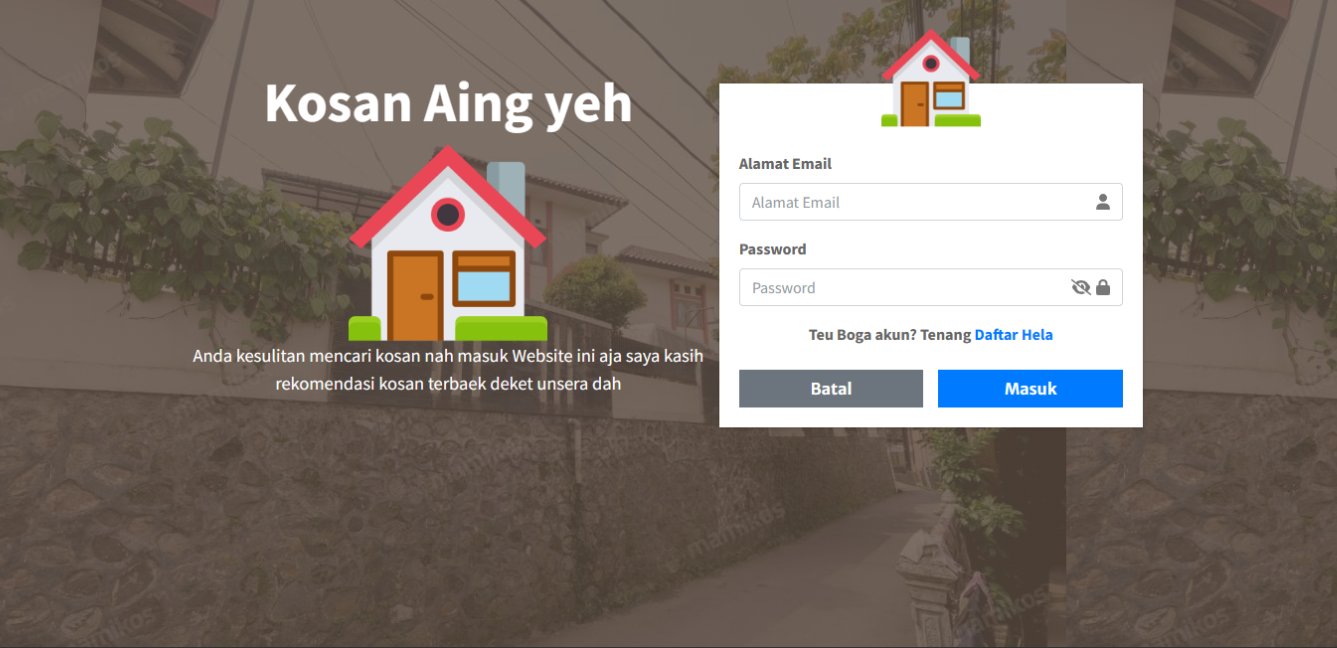 Kosan Aing yeh
Anda kesulitan mencari kosan nah masuk Website ini aja saya kasih
rekomendasi kosan terbaek deket unsera dah
Alamat Email
Alamat Email
Password
Password
Teu Boga akun? Tenang Daftar Hela
Batal
Masuk
mamikos
mamikos
mamikos